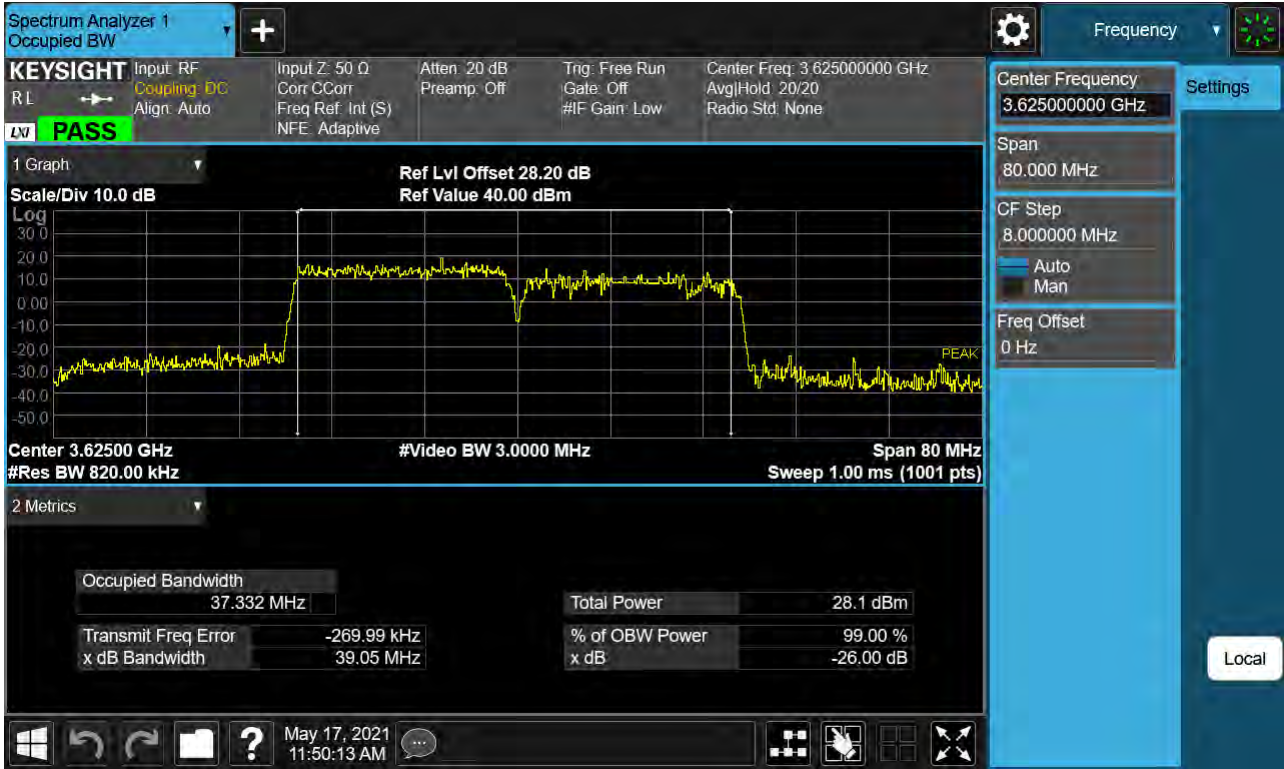 Spectrum Analyzer 1
Occupied BW
+
Frequency
KEYSIGHT
RL
LXI
PASS
Input: RF
Coupling: DC
Align: Auto
Input Z: 50 Ω
Corr CCorr
Freq Ref: Int (S)
NFE: Adaptive
Atten: 20 dB
Preamp: Off
Trig: Free Run
Gate: Off
#IF Gain: Low
Center Freq: 3.625000000 GHz
Avg|Hold: 20/20
Radio Std: None
1 Graph
Scale/Div 10.0 dB
Ref Lvl Offset 28.20 dB
Ref Value 40.00 dBm
Log
30.0
20.0
10.0
0.00
-10.0
-20.0
-30.0
-40.0
-50.0
PEAK
Center 3.62500 GHz
#Video BW 3.0000 MHz
Span 80 MHz
#Res BW 820.00 kHz
Sweep 1.00 ms (1001 pts)
2 Metrics
Occupied Bandwidth
37.332 MHz
Total Power 28.1 dBm
Transmit Freq Error -269.99 kHz
% of OBW Power 99.00 %
x dB Bandwidth 39.05 MHz
x dB -26.00 dB
Center Frequency
3.625000000 GHz
Settings
Span
80.000 MHz
CF Step
8.000000 MHz
Auto
Man
Freq Offset
0 Hz
Local
?
May 17, 2021
11:50:13 AM